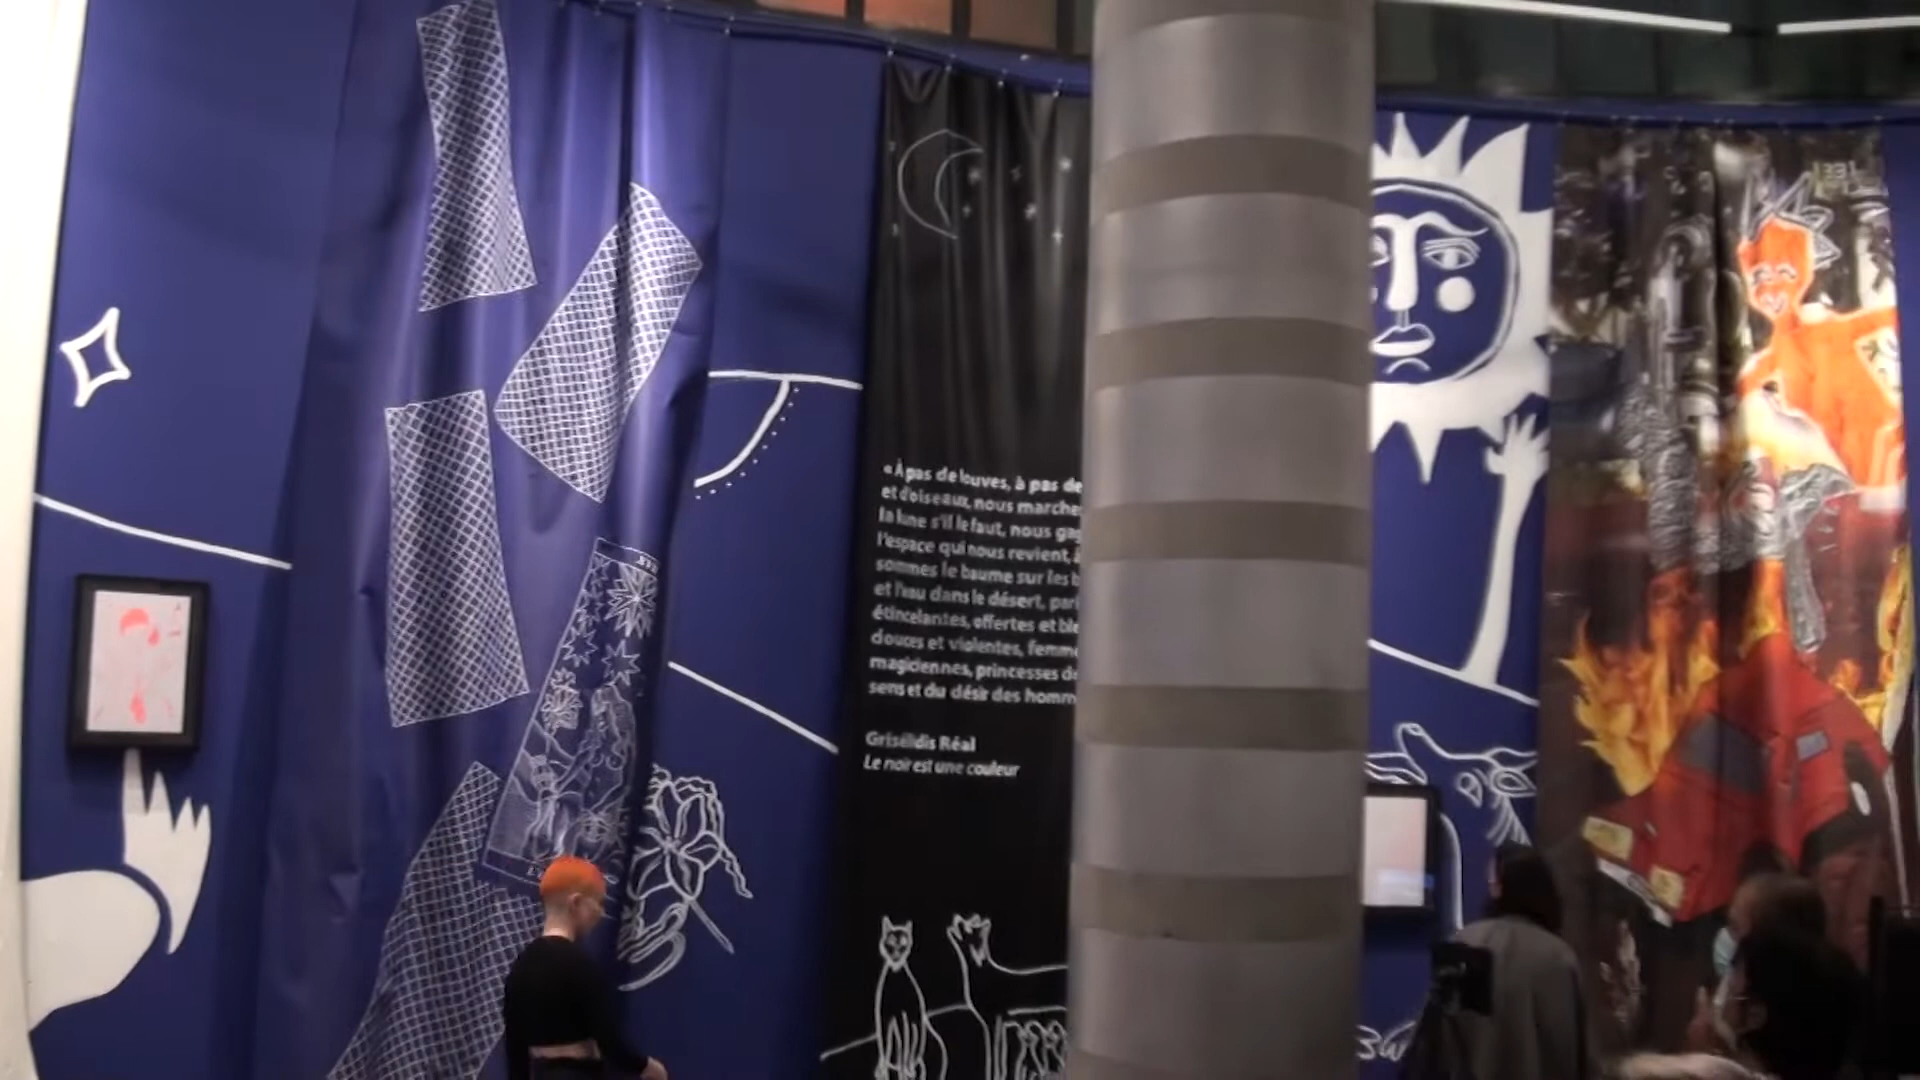 « À pas de louves, à pas de
et d'oiseaux, nous marche
la lune s'il le faut, nous gag
l'espace qui nous revient,
sommes le baume sur les b
et l'eau dans le désert, pari
étincelantes, offertes et ble
douces et violentes, femme
magiciennes, princesses de
sens et du désir des homm
Grisélidis Réal
Le noir est une couleur